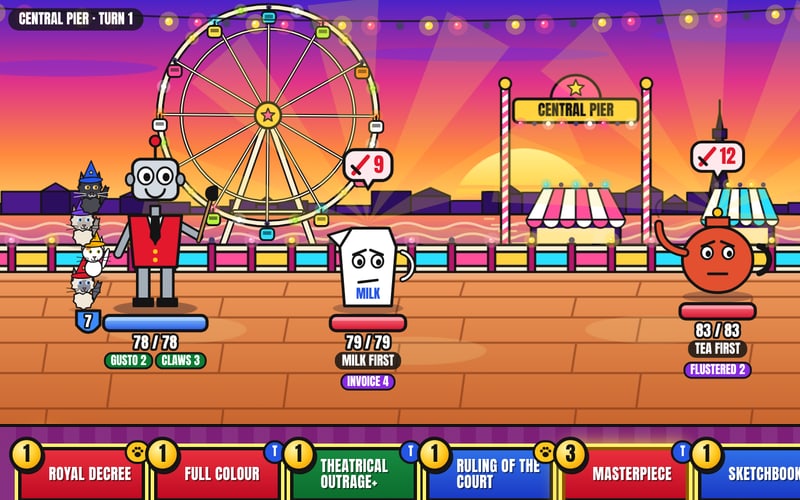 CENTRAL PIER · TURN 1
CENTRAL PIER
9
12
MILK
7
78 / 78
GUSTO 2
CLAWS 3
79 / 79
MILK FIRST
INVOICE 4
83 / 83
TEA FIRST
FLUSTERED 2
1
ROYAL DECREE
1
FULL COLOUR
T
1
THEATRICAL
OUTRAGE+
T
1
RULING OF THE
COURT
3
MASTERPIECE
T
1
SKETCHBOOK